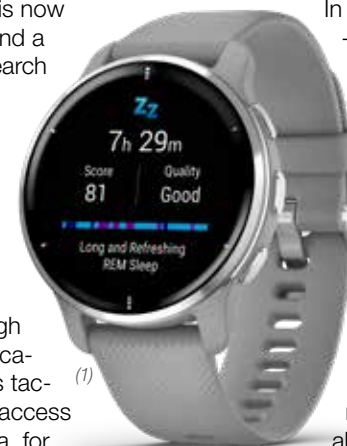 is now
nd a
earch
gh
ca-
s tac-
access
a, for
(1)
zz
7h 29m
Score
81
Quality
Good
Long and Refreshing
REM Sleep
In
-